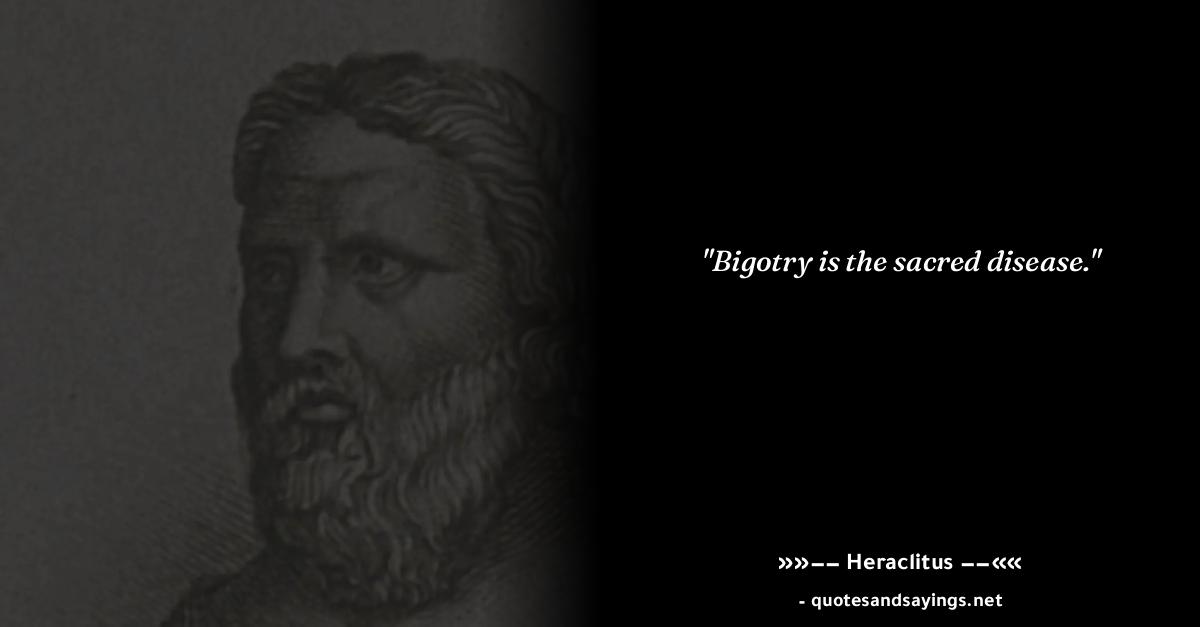 "Bigotry is the sacred disease."
»»–– Heraclitus ––««
- quotesandsayings.net